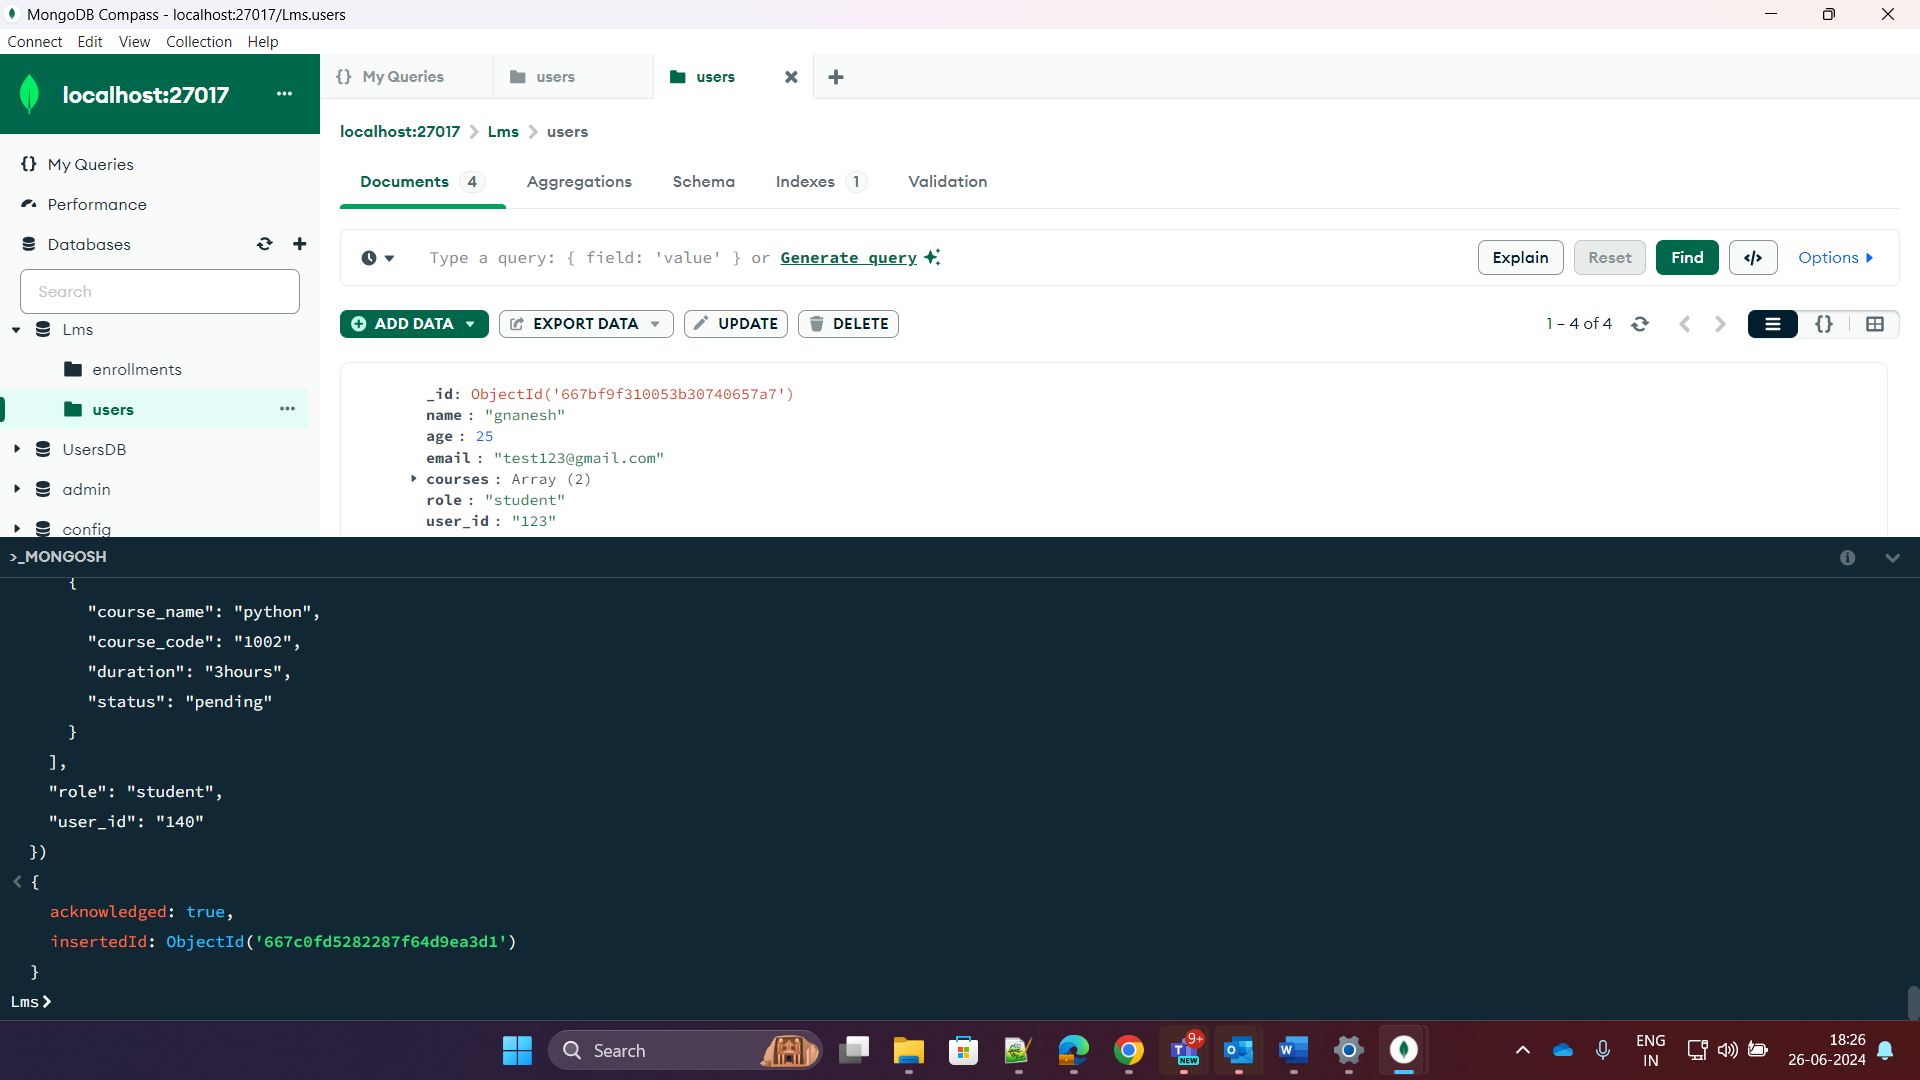 MongoDB Compass - localhost:27017/Lms.users
Connect Edit View Collection Help
localhost:27017 ...
{} My Queries
users
users
My Queries
Performance
Databases
Search
Lms
enrollments
users
UsersDB
admin
config
localhost:27017 > Lms > users
Documents 4 Aggregations Schema Indexes 1 Validation
Type a query: { field: 'value' } or Generate query
Explain Reset Find </> Options
ADD DATA EXPORT DATA UPDATE DELETE
1 – 4 of 4
{}
_id: ObjectId('667bf9f310053b30740657a7')
name : "gnanesh"
age : 25
email : "test123@gmail.com"
courses : Array (2)
role : "student"
user_id : "123"
>_MONGOSH
{
"course_name": "python",
"course_code": "1002",
"duration": "3hours",
"status": "pending"
}
],
"role": "student",
"user_id": "140"
})
< {
acknowledged: true,
insertedId: ObjectId('667c0fd5282287f64d9ea3d1')
}
Lms>
Search
9+
NEW
ENG
IN
18:26
26-06-2024